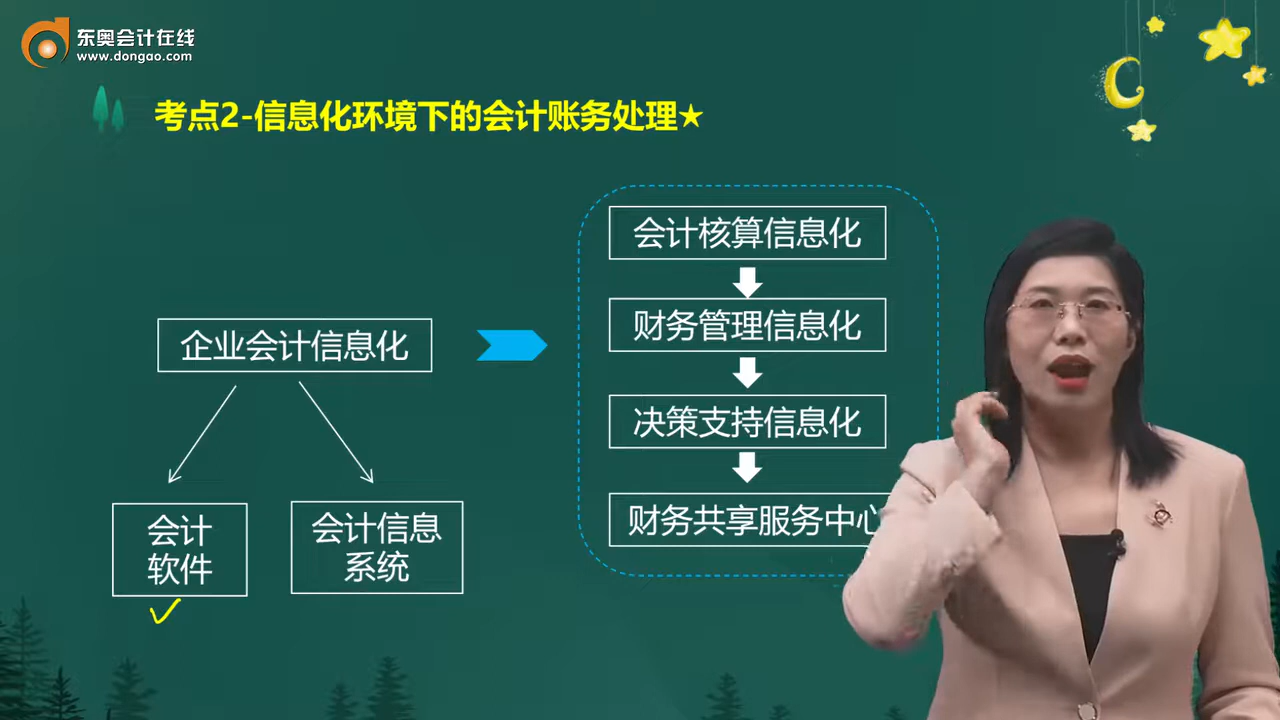 东奥会计在线
www.dongao.com
考点2-信息化环境下的会计账务处理★
会计核算信息化
财务管理信息化
企业会计信息化
决策支持信息化
财务共享服务中心
会计
软件
会计信息
系统